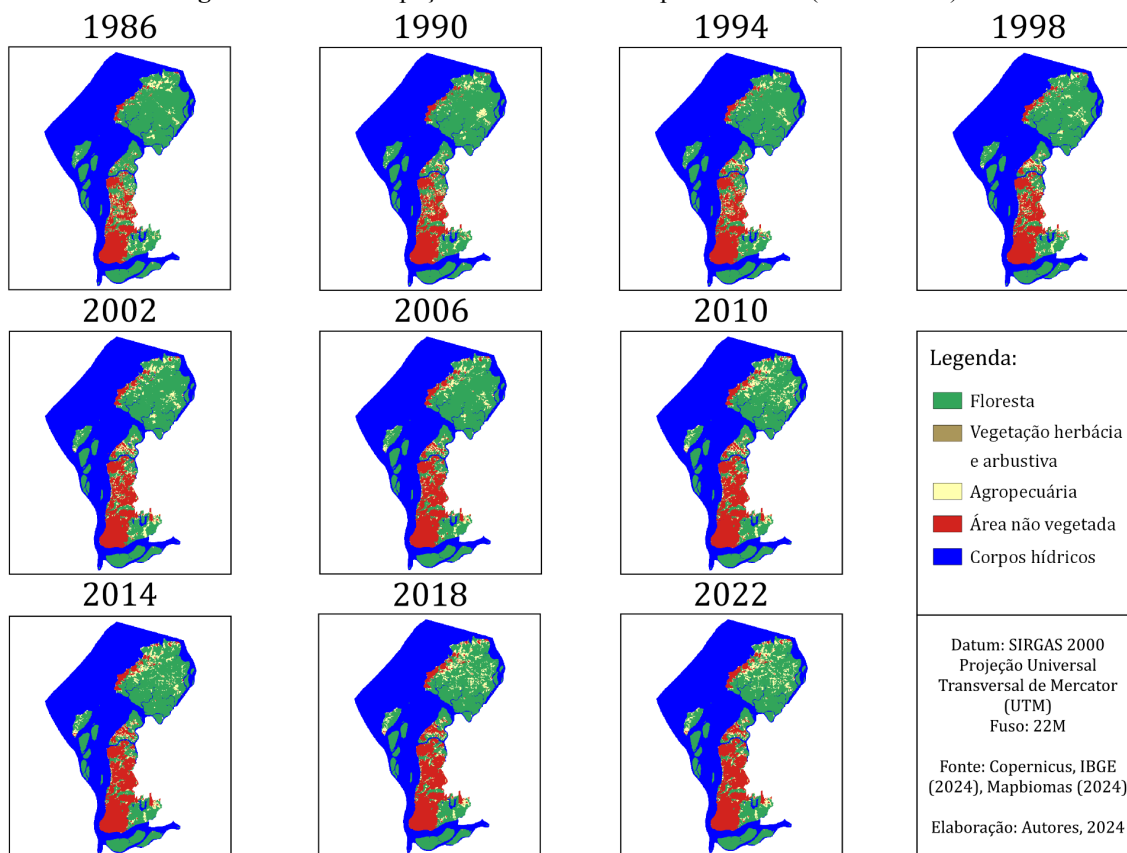 1986
1990
1994
1998
2002
2006
2010
2014
2018
2022
Legenda:
Floresta
Vegetação herbácia
e arbustiva
Agropecuária
Área não vegetada
Corpos hídricos
Datum: SIRGAS 2000
Projeção Universal
Transversal de Mercator
(UTM)
Fuso: 22M
Fonte: Copernicus, IBGE
(2024), Mapbiomas (2024)
Elaboração: Autores, 2024